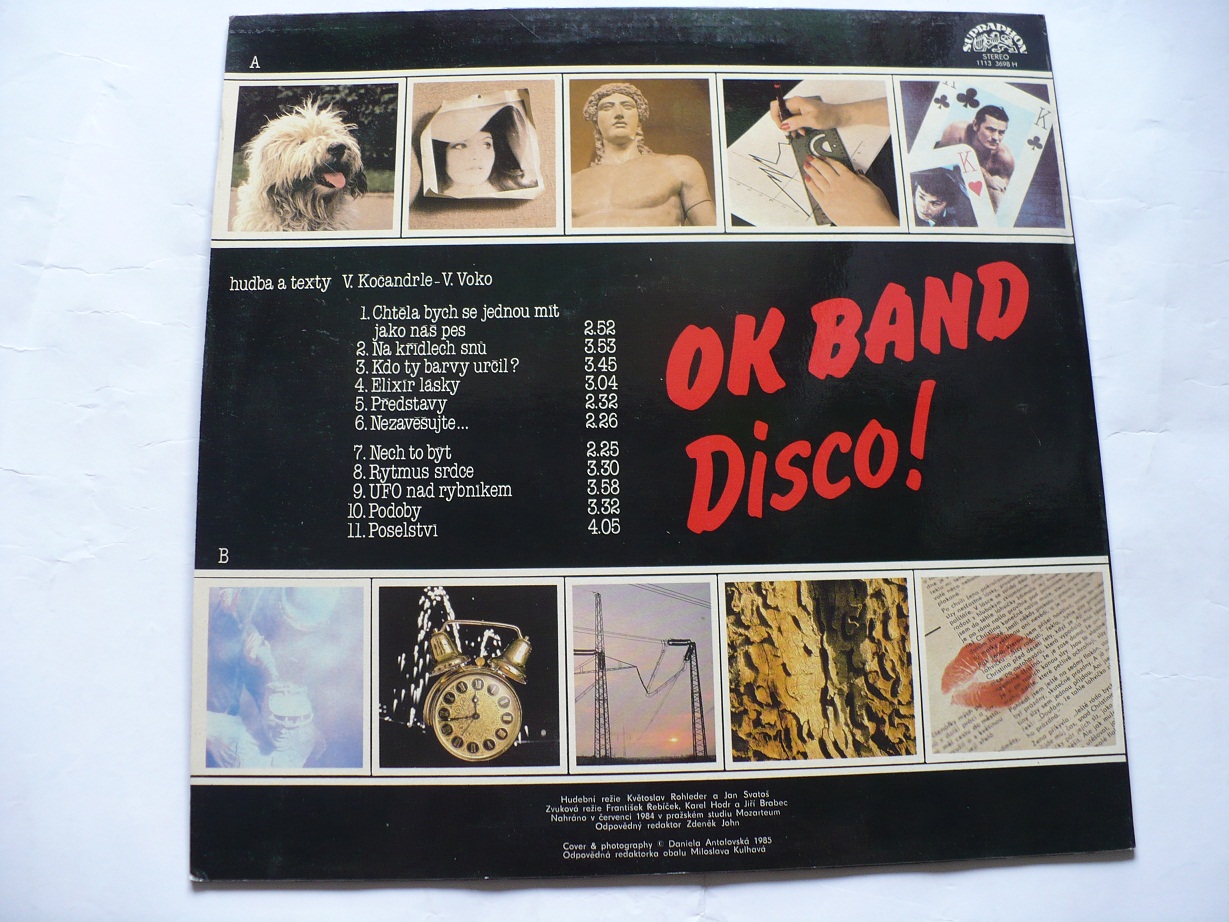 A
SUPRAPHON
STEREO
1113 3698 H
K
K
hudba a texty V. Kočandrle - V. Voko
1. Chtěla bych se jednou mít
jako náš pes 2.52
2. Na křídlech snů 3.53
3. Kdo ty barvy určil? 3.45
4. Elixír lásky 3.04
5. Představy 2.32
6. Nezavěšujte... 2.26
7. Nech to být 2.25
8. Rytmus srdce 3.30
9. UFO nad rybníkem 3.58
10. Podoby 3.32
11. Poselství 4.05
OK BAND
DISCO!
B
Hudební režie Květoslav Rohleder a Jan Svatoš
Zvuková režie František Řebíček, Karel Hodr a Jiří Brabec
Nahráno v červenci 1984 v pražském studiu Mozarteum
Odpovědný redaktor Zdeněk John
Cover & photography © Daniela Antalovská 1985
Odpovědná redaktorka obalu Miloslava Kulhavá